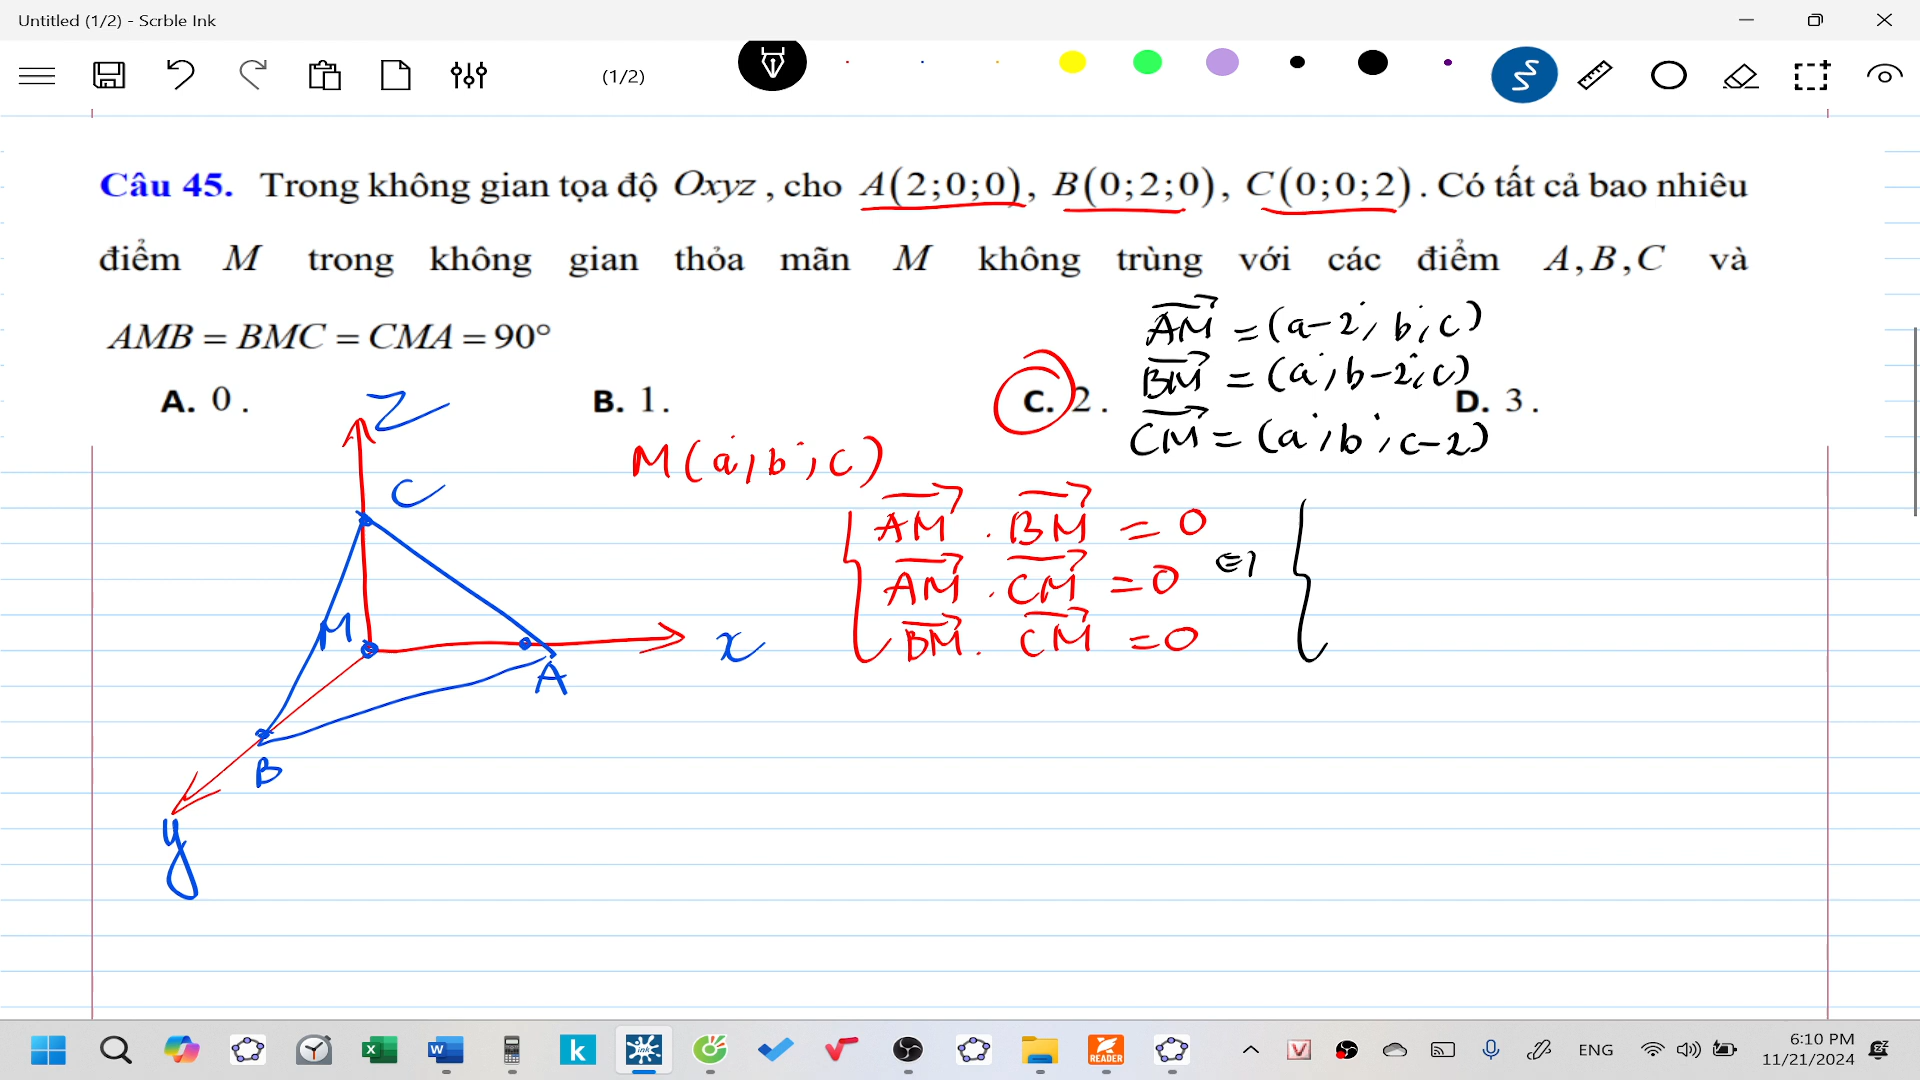 Untitled (1/2) - Scrble Ink
(1/2)
Câu 45. Trong không gian tọa độ Oxyz , cho A(2;0;0), B(0;2;0), C(0;0;2). Có tất cả bao nhiêu
điểm M trong không gian thỏa mãn M không trùng với các điểm A,B,C và
AMB = BMC = CMA = 90°
AM = (a-2; b; c)
BM = (a; b-2; c)
A. 0 . B. 1. C. 2 . D. 3 .
CM = (a; b; c-2)
Z
M(a; b; c)
C
AM . BM = 0
AM . CM = 0
BM . CM = 0
M
x
A
B
y
READER
ENG
6:10 PM
11/21/2024